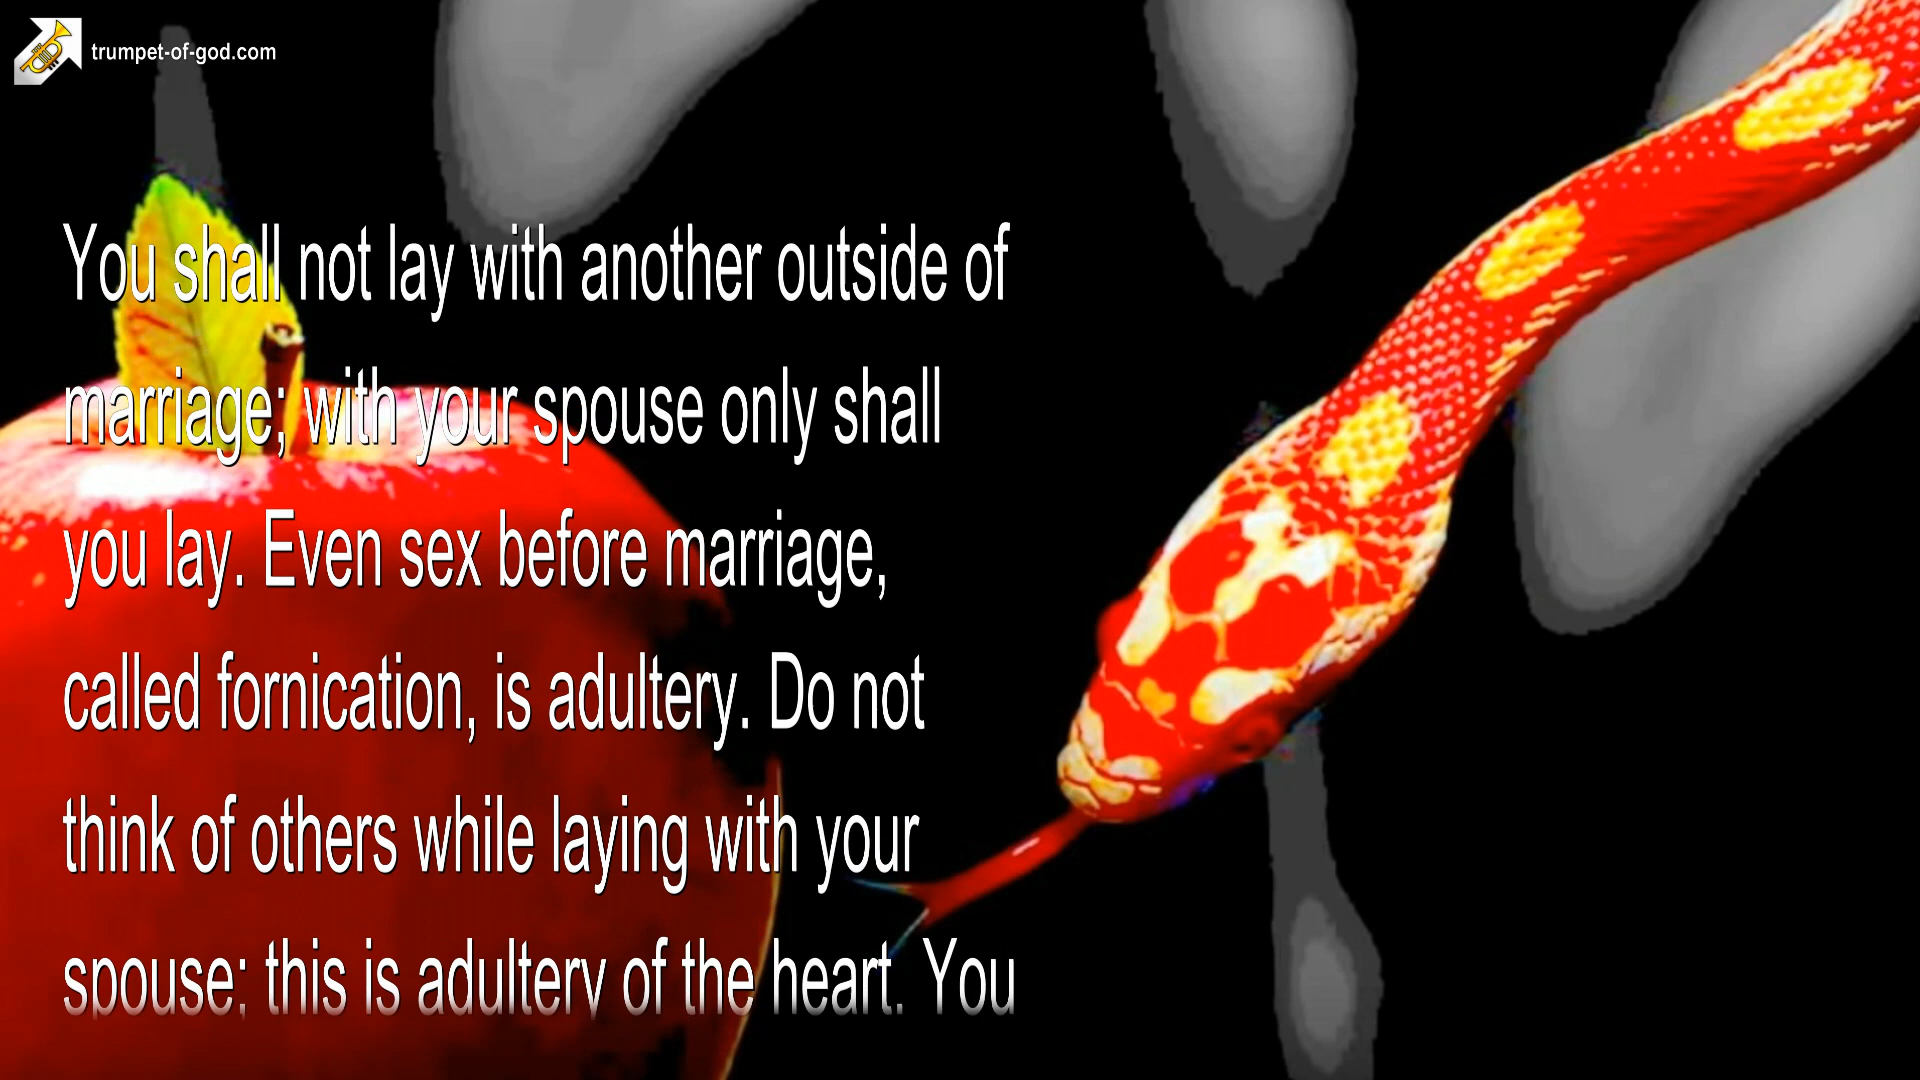 trumpet-of-god.com
You shall not lay with another outside of
marriage; with your spouse only shall
you lay. Even sex before marriage,
called fornication, is adultery. Do not
think of others while laying with your
spouse; this is adultery of the heart. You